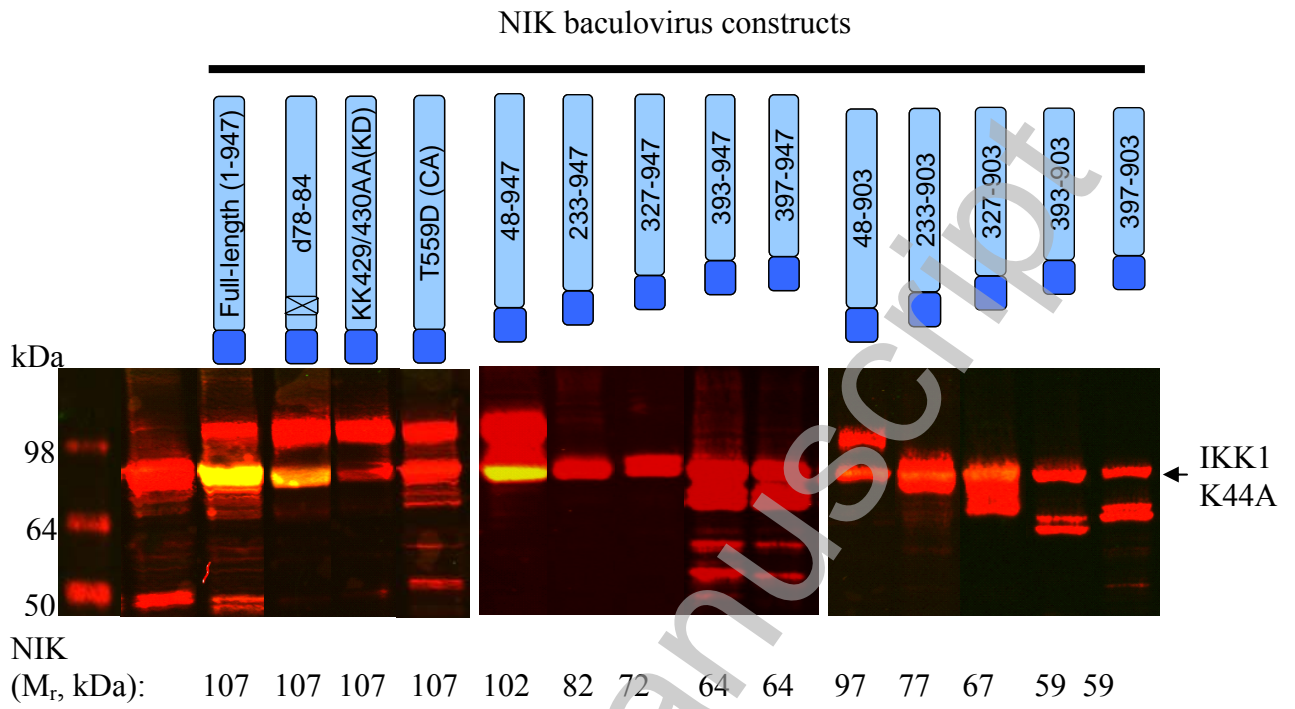 NIK baculovirus constructs
Full-length (1-947)
d78-84
KK429/430AA(KD)
T559D (CA)
48-947
233-947
327-947
393-947
397-947
48-903
233-903
327-903
393-903
397-903
kDa
98
64
50
IKK1
K44A
NIK
(Mr, kDa): 107 107 107 107 102 82 72 64 64 97 77 67 59 59
anuscript